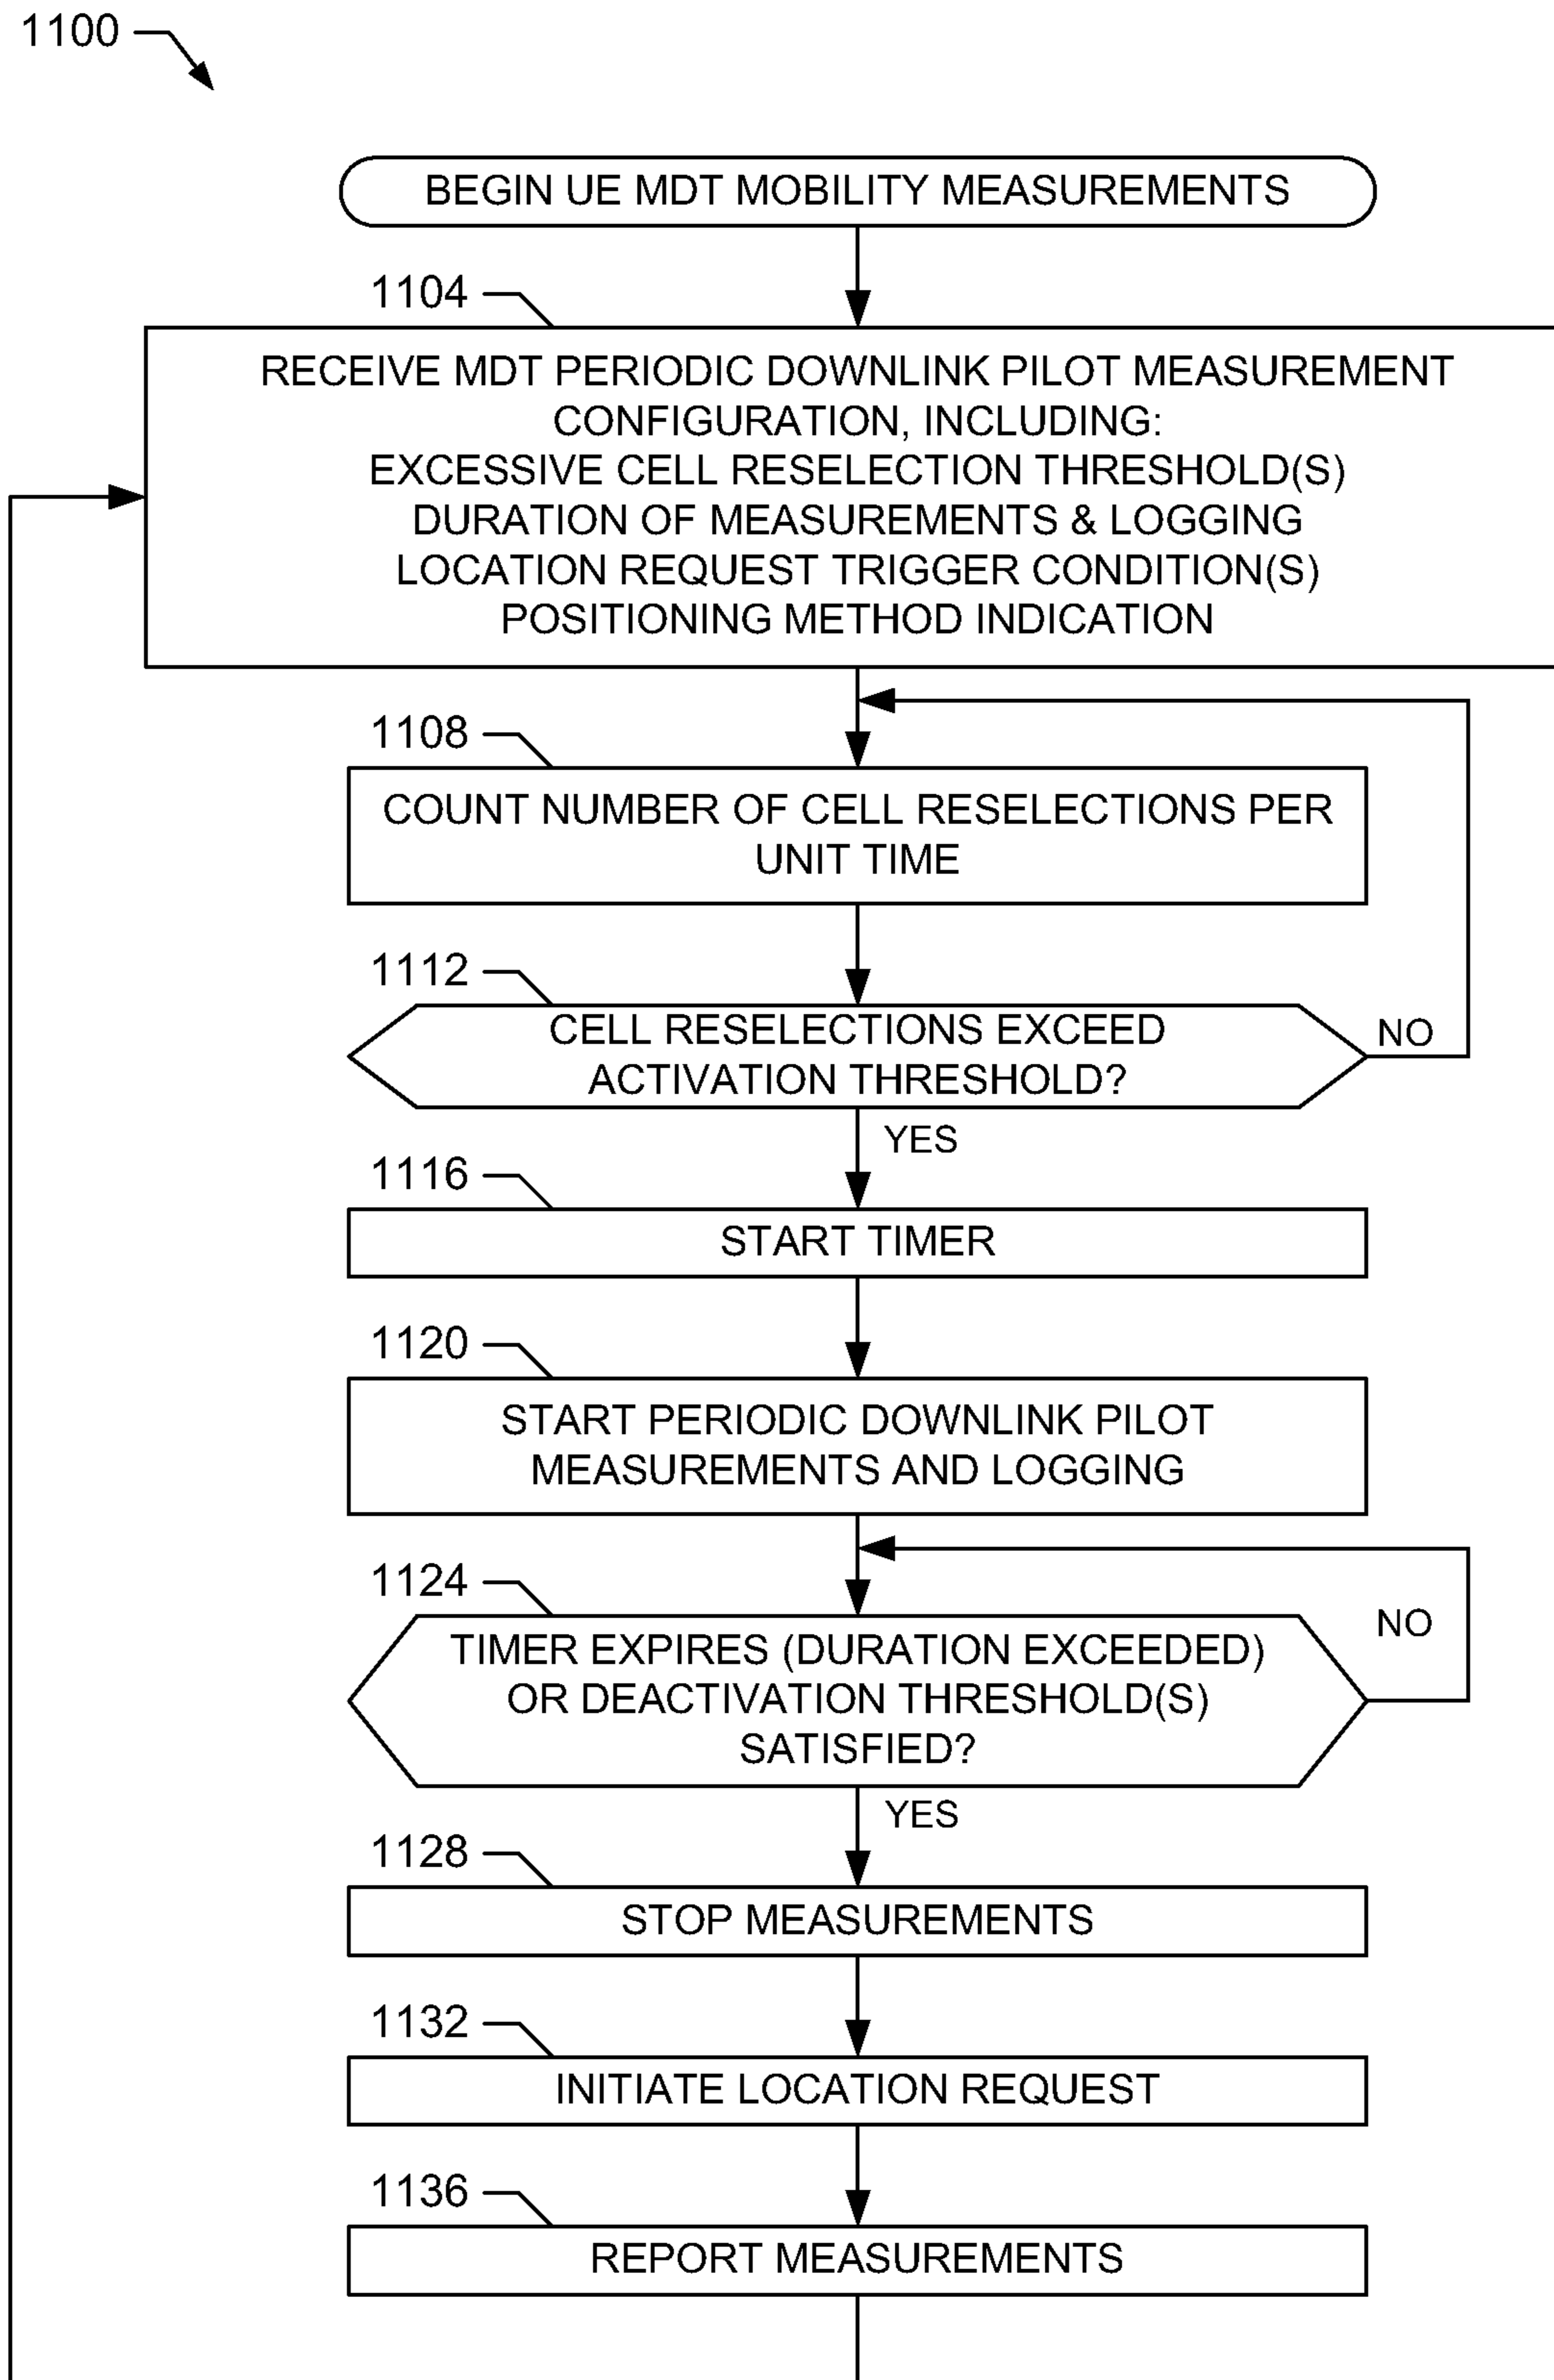 1100
BEGIN UE MDT MOBILITY MEASUREMENTS
1104
RECEIVE MDT PERIODIC DOWNLINK PILOT MEASUREMENT
CONFIGURATION, INCLUDING:
EXCESSIVE CELL RESELECTION THRESHOLD(S)
DURATION OF MEASUREMENTS & LOGGING
LOCATION REQUEST TRIGGER CONDITION(S)
POSITIONING METHOD INDICATION
1108
COUNT NUMBER OF CELL RESELECTIONS PER
UNIT TIME
1112
CELL RESELECTIONS EXCEED
ACTIVATION THRESHOLD?
NO
YES
1116
START TIMER
1120
START PERIODIC DOWNLINK PILOT
MEASUREMENTS AND LOGGING
1124
TIMER EXPIRES (DURATION EXCEEDED)
OR DEACTIVATION THRESHOLD(S)
SATISFIED?
NO
YES
1128
STOP MEASUREMENTS
1132
INITIATE LOCATION REQUEST
1136
REPORT MEASUREMENTS